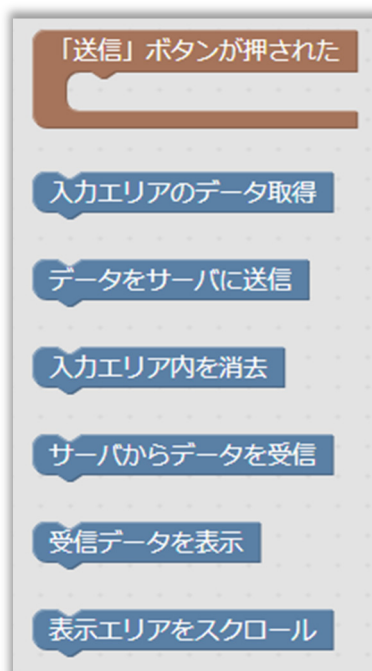 「送信」ボタンが押された
入力エリアのデータ取得
データをサーバに送信
入力エリア内を消去
サーバからデータを受信
受信データを表示
表示エリアをスクロール